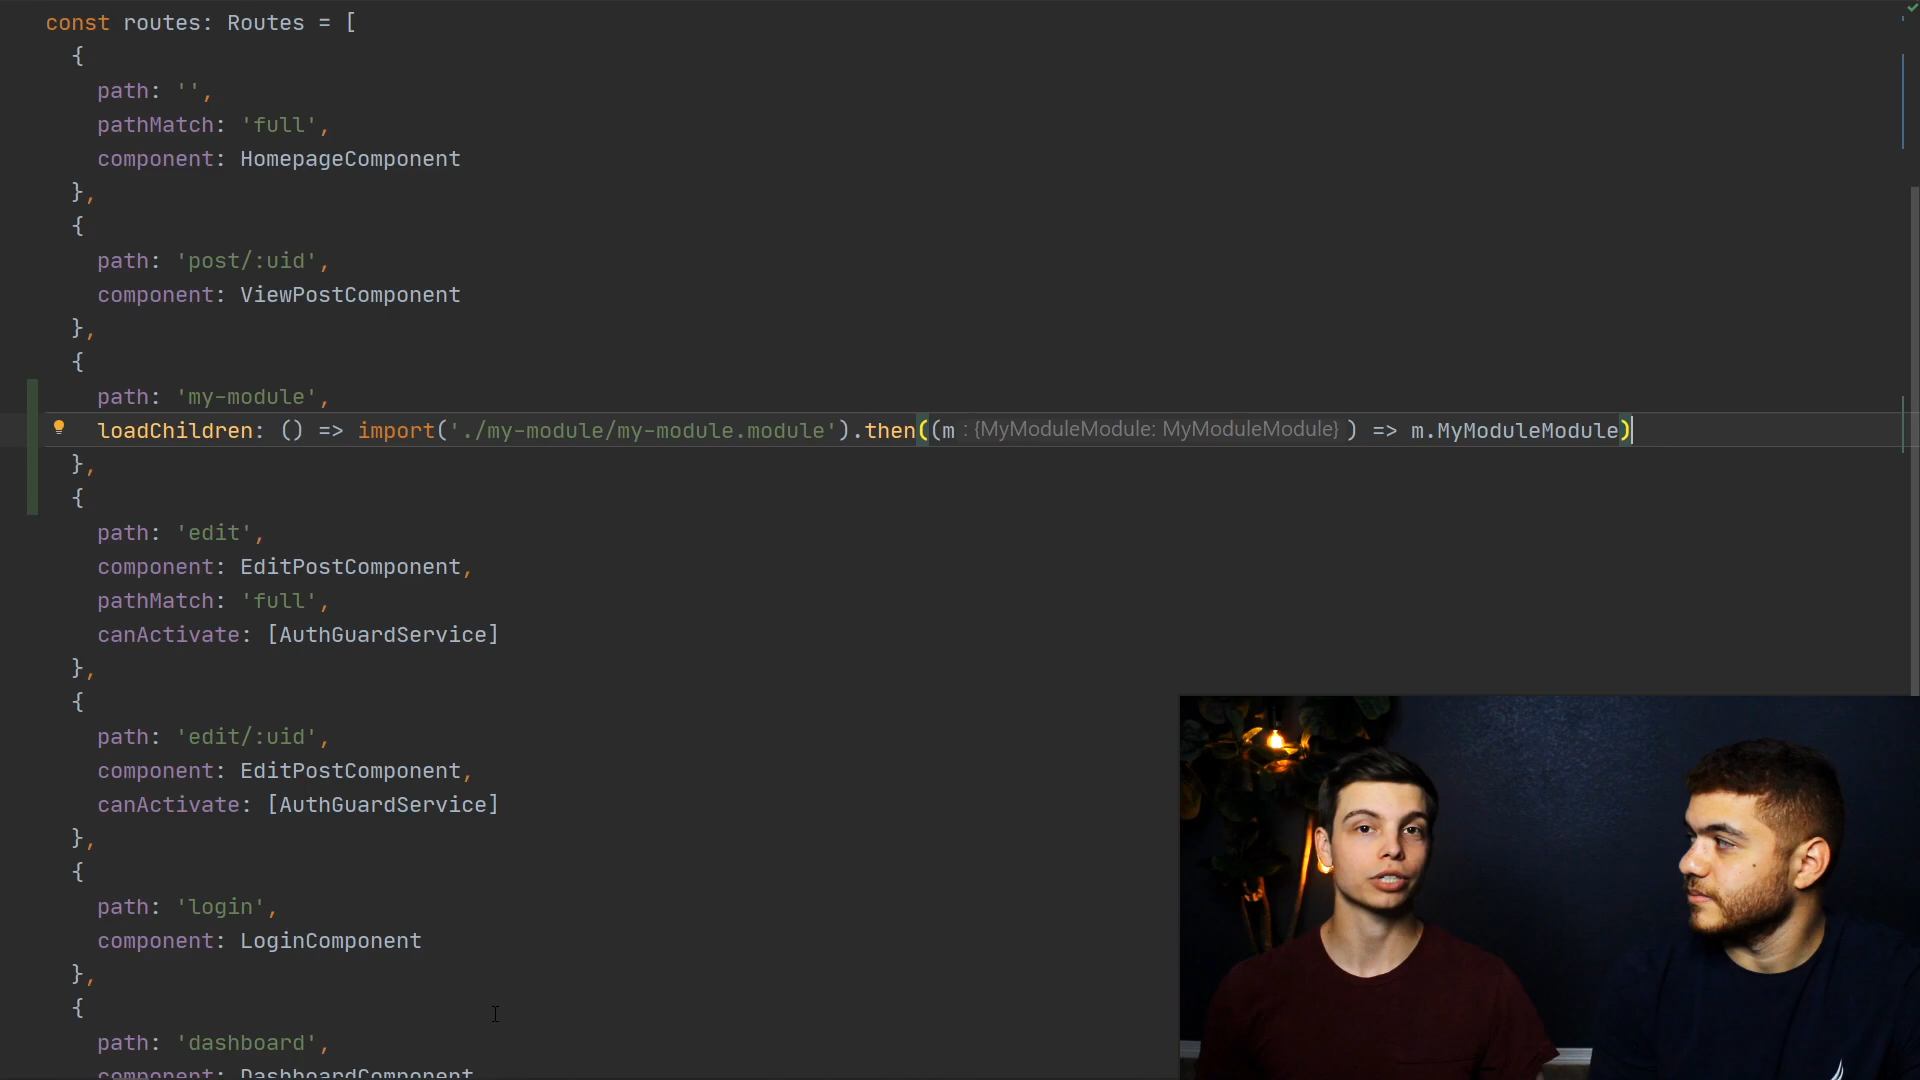 const routes: Routes = [
{
path: '',
pathMatch: 'full',
component: HomepageComponent
},
{
path: 'post/:uid',
component: ViewPostComponent
},
{
path: 'my-module',
loadChildren: () => import('./my-module/my-module.module').then((m : {MyModuleModule: MyModuleModule} ) => m.MyModuleModule)
},
{
path: 'edit',
component: EditPostComponent,
pathMatch: 'full',
canActivate: [AuthGuardService]
},
{
path: 'edit/:uid',
component: EditPostComponent,
canActivate: [AuthGuardService]
},
{
path: 'login',
component: LoginComponent
},
{
path: 'dashboard',
component: DashboardComponent